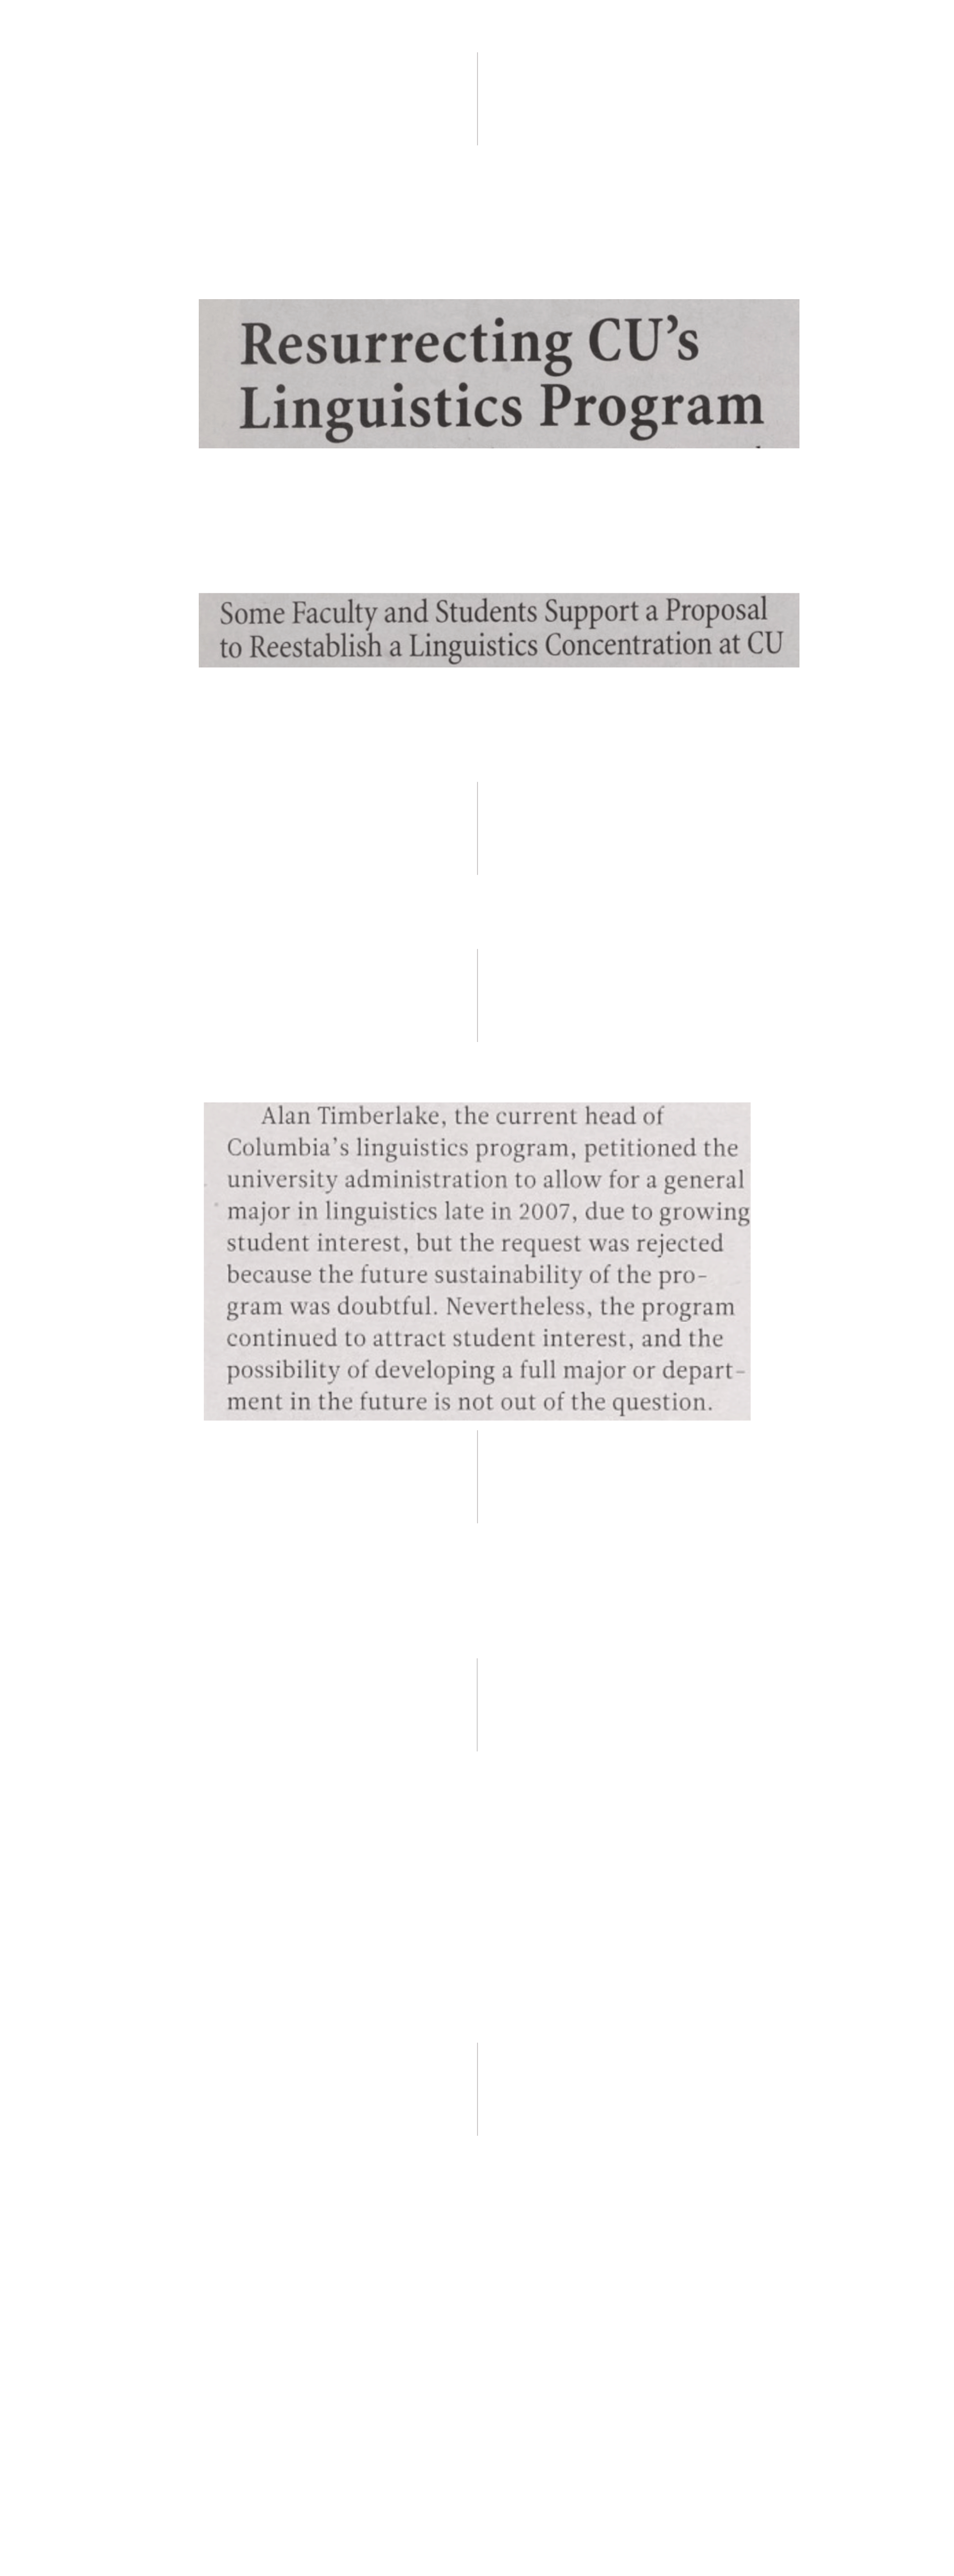 Resurrecting CU's
Linguistics Program
Some Faculty and Students Support a Proposal
to Reestablish a Linguistics Concentration at CU
Alan Timberlake, the current head of
Columbia's linguistics program, petitioned the
university administration to allow for a general
major in linguistics late in 2007, due to growing
student interest, but the request was rejected
because the future sustainability of the pro-
gram was doubtful. Nevertheless, the program
continued to attract student interest, and the
possibility of developing a full major or depart-
ment in the future is not out of the question.